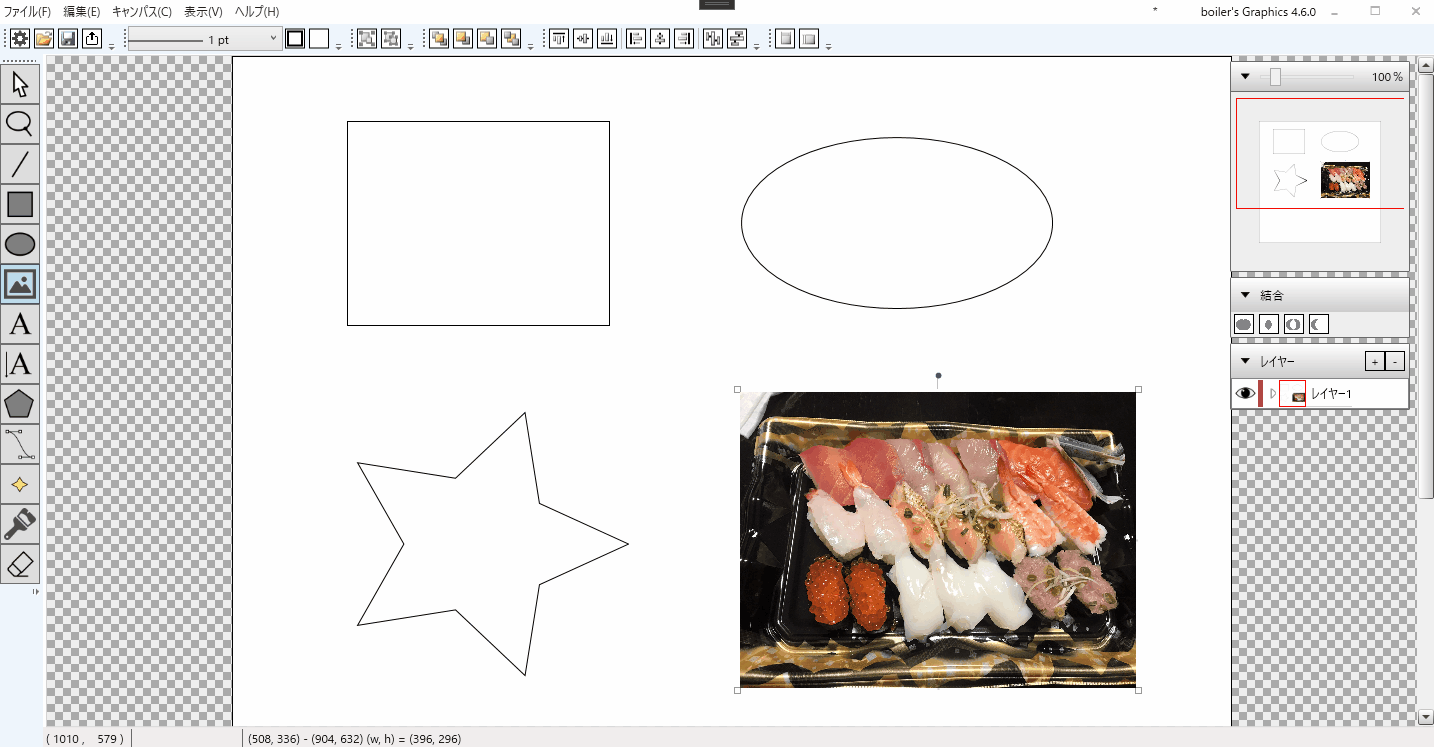 ファイル(F) 編集(E) キャンバス(C) 表示(V) ヘルプ(H) * boiler's Graphics 4.6.0
1 pt
100 %
結合
レイヤー + -
レイヤー1
A
A
( 1010 , 579 ) (508, 336) - (904, 632) (w, h) = (396, 296)